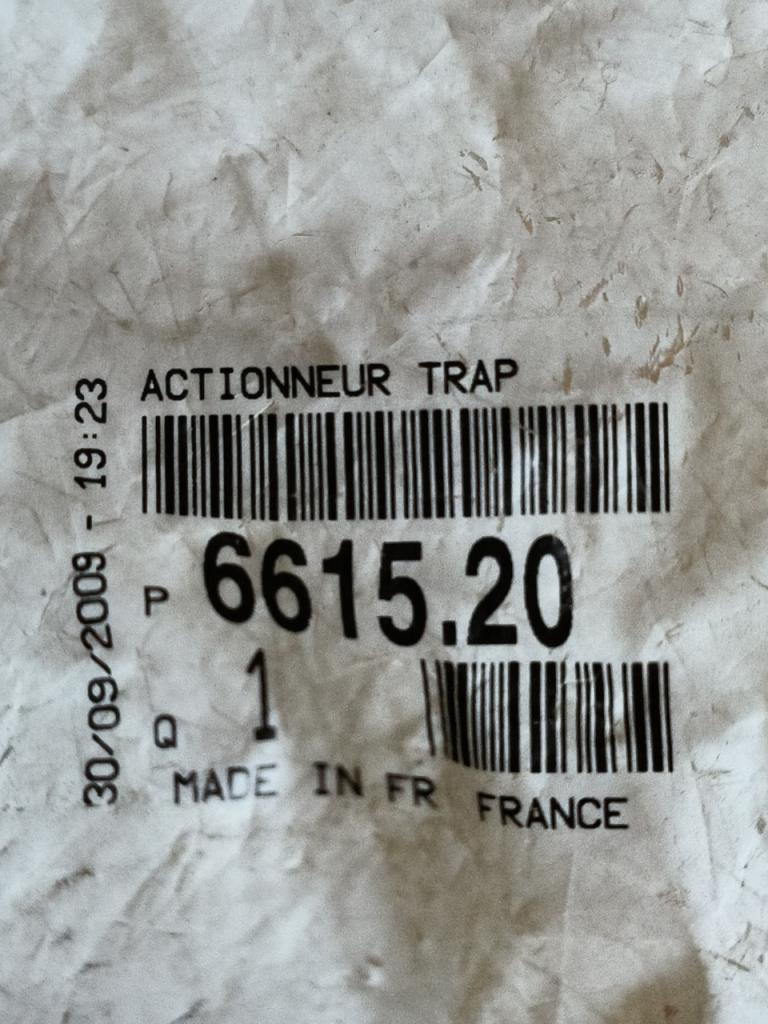 ACTIONNEUR TRAP
P 6615.20
Q 1
MADE IN FR FRANCE
30/09/2009 - 19:23